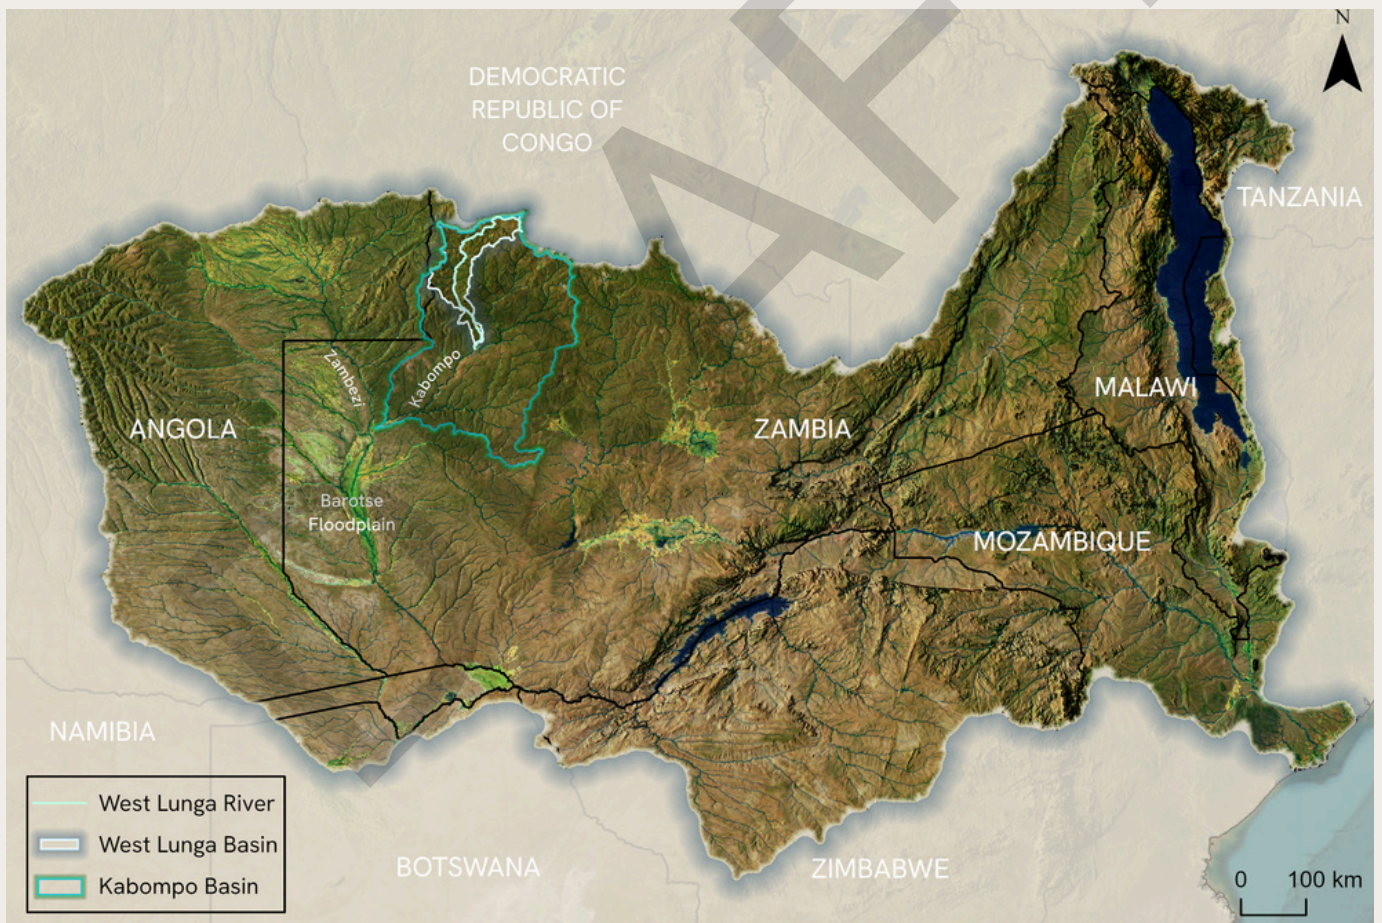 N
DEMOCRATIC
REPUBLIC OF
CONGO
TANZANIA
Zambezi
Kabompo
MALAWI
ANGOLA
ZAMBIA
Barotse
Floodplain
MOZAMBIQUE
NAMIBIA
West Lunga River
West Lunga Basin
Kabompo Basin
BOTSWANA
ZIMBABWE
0 100 km